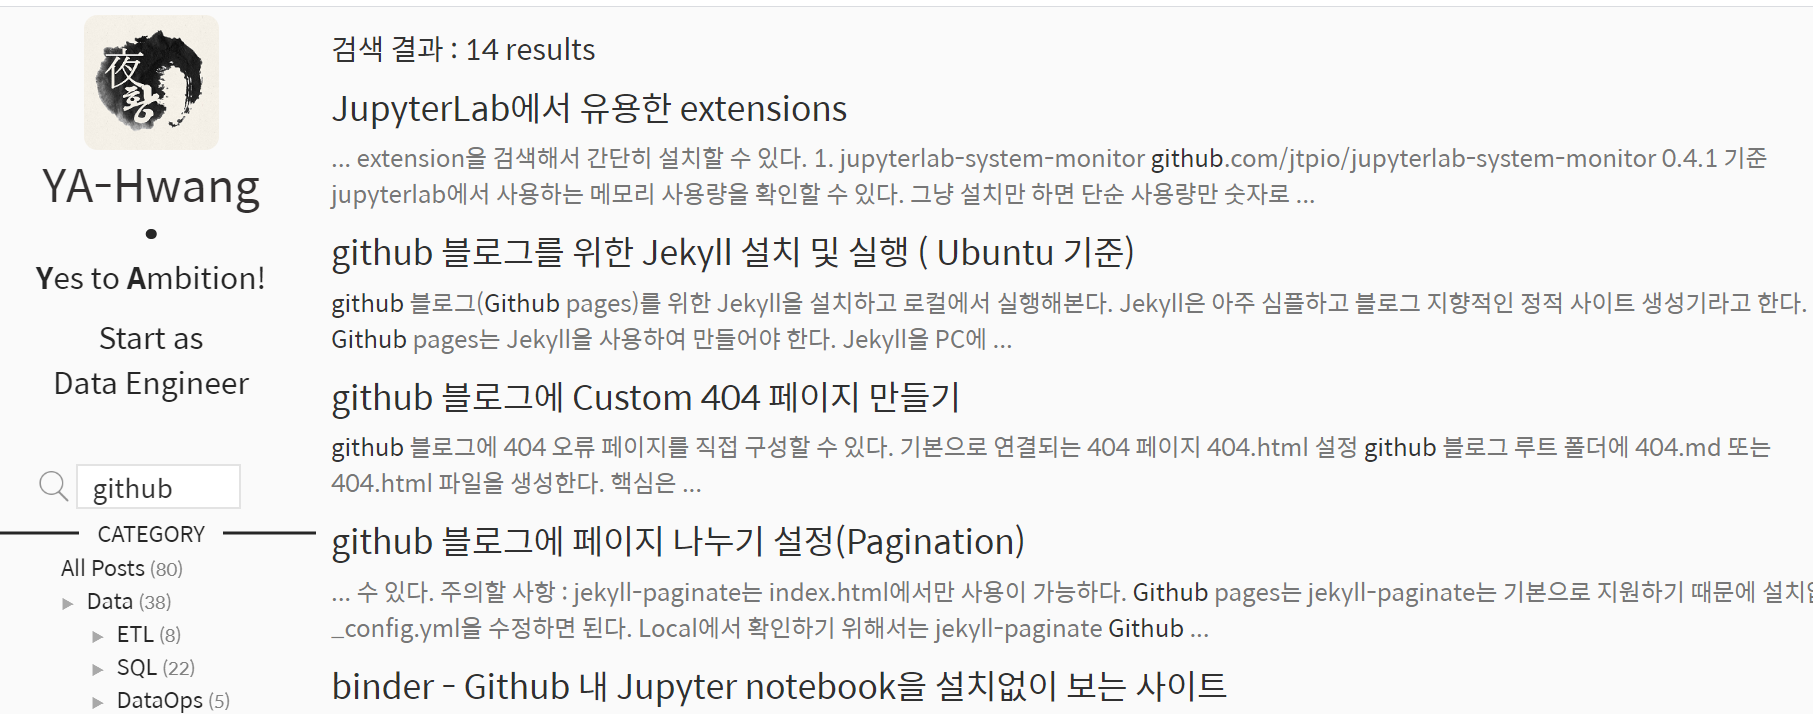 夜
황
YA-Hwang
•
Yes to Ambition!
Start as
Data Engineer
github
CATEGORY
All Posts (80)
▶ Data (38)
▶ ETL (8)
▶ SQL (22)
▶ DataOps (5)
검색 결과 : 14 results
JupyterLab에서 유용한 extensions
... extension을 검색해서 간단히 설치할 수 있다. 1. jupyterlab-system-monitor github.com/jtpio/jupyterlab-system-monitor 0.4.1 기준
jupyterlab에서 사용하는 메모리 사용량을 확인할 수 있다. 그냥 설치만 하면 단순 사용량만 숫자로 ...
github 블로그를 위한 Jekyll 설치 및 실행 ( Ubuntu 기준)
github 블로그(Github pages)를 위한 Jekyll을 설치하고 로컬에서 실행해본다. Jekyll은 아주 심플하고 블로그 지향적인 정적 사이트 생성기라고 한다.
Github pages는 Jekyll을 사용하여 만들어야 한다. Jekyll을 PC에 ...
github 블로그에 Custom 404 페이지 만들기
github 블로그에 404 오류 페이지를 직접 구성할 수 있다. 기본으로 연결되는 404 페이지 404.html 설정 github 블로그 루트 폴더에 404.md 또는
404.html 파일을 생성한다. 핵심은 ...
github 블로그에 페이지 나누기 설정(Pagination)
... 수 있다. 주의할 사항 : jekyll-paginate는 index.html에서만 사용이 가능하다. Github pages는 jekyll-paginate는 기본으로 지원하기 때문에
_config.yml을 수정하면 된다. Local에서 확인하기 위해서는 jekyll-paginate Github ...
binder - Github 내 Jupyter notebook을 설치없이 보는 사이트